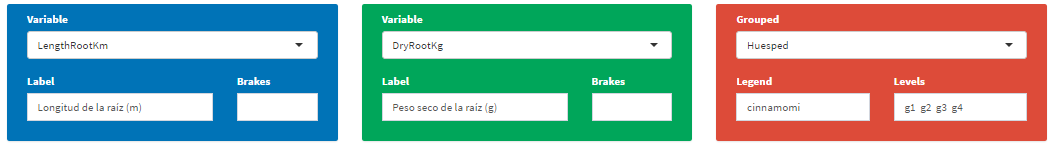 Variable
LengthRootKm
Label
Brakes
Longitud de la raíz (m)
Variable
DryRootKg
Label
Brakes
Peso seco de la raíz (g)
Grouped
Huesped
Legend
Levels
cinnamomi
g1 g2 g3 g4